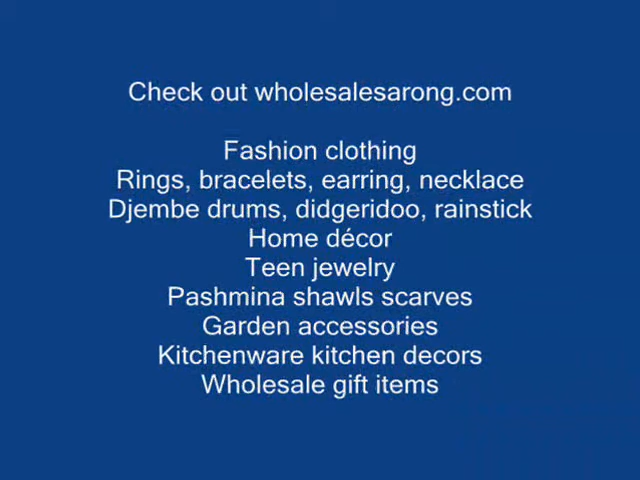 Check out wholesalesarong.com
Fashion clothing
Rings, bracelets, earring, necklace
Djembe drums, didgeridoo, rainstick
Home décor
Teen jewelry
Pashmina shawls scarves
Garden accessories
Kitchenware kitchen decors
Wholesale gift items